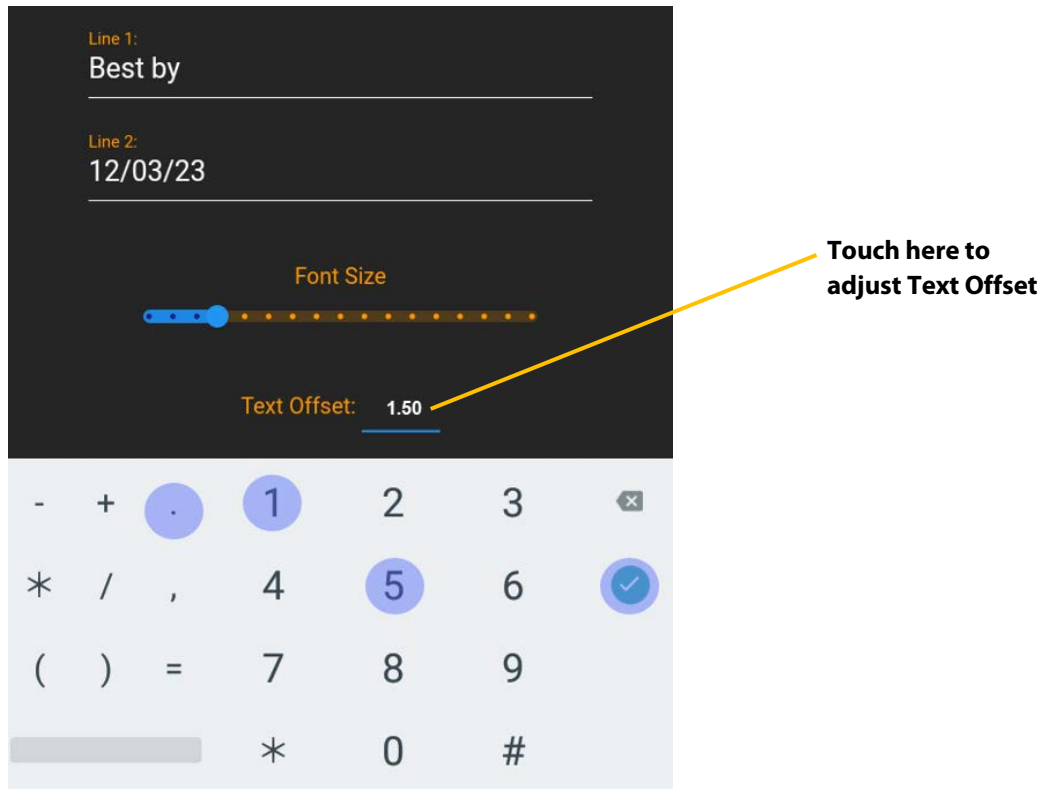 Line 1:
Best by
Line 2:
12/03/23
Font Size
Touch here to
adjust Text Offset
Text Offset: 1.50
- + . 1 2 3
* / , 4 5 6
( ) = 7 8 9
* 0 #